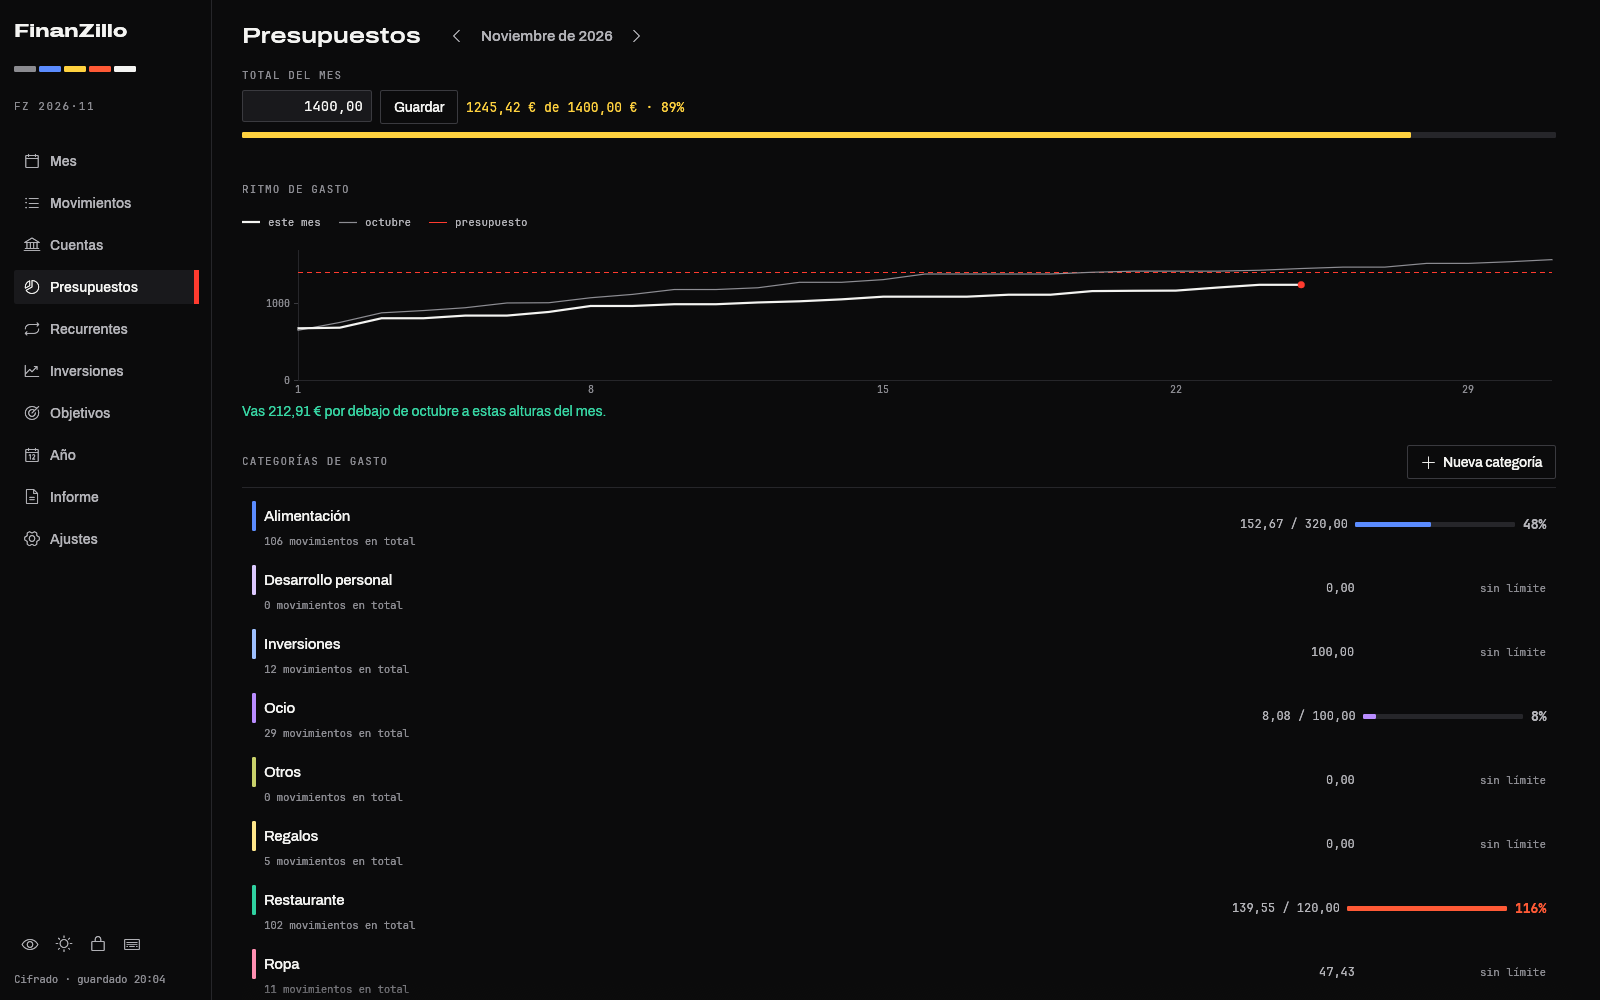 FinanZillo
FZ 2026·11
Mes
Movimientos
Cuentas
Presupuestos
Recurrentes
Inversiones
Objetivos
Año
Informe
Ajustes
Cifrado · guardado 20:04
Presupuestos
Noviembre de 2026
TOTAL DEL MES
1400,00
Guardar
1245,42 € de 1400,00 € · 89%
RITMO DE GASTO
este mes
octubre
presupuesto
1000
0
1
8
15
22
29
Vas 212,91 € por debajo de octubre a estas alturas del mes.
CATEGORÍAS DE GASTO
Nueva categoría
Alimentación
106 movimientos en total
152,67 / 320,00
48%
Desarrollo personal
0 movimientos en total
0,00
sin límite
Inversiones
12 movimientos en total
100,00
sin límite
Ocio
29 movimientos en total
8,08 / 100,00
8%
Otros
0 movimientos en total
0,00
sin límite
Regalos
5 movimientos en total
0,00
sin límite
Restaurante
102 movimientos en total
139,55 / 120,00
116%
Ropa
11 movimientos en total
47,43
sin límite